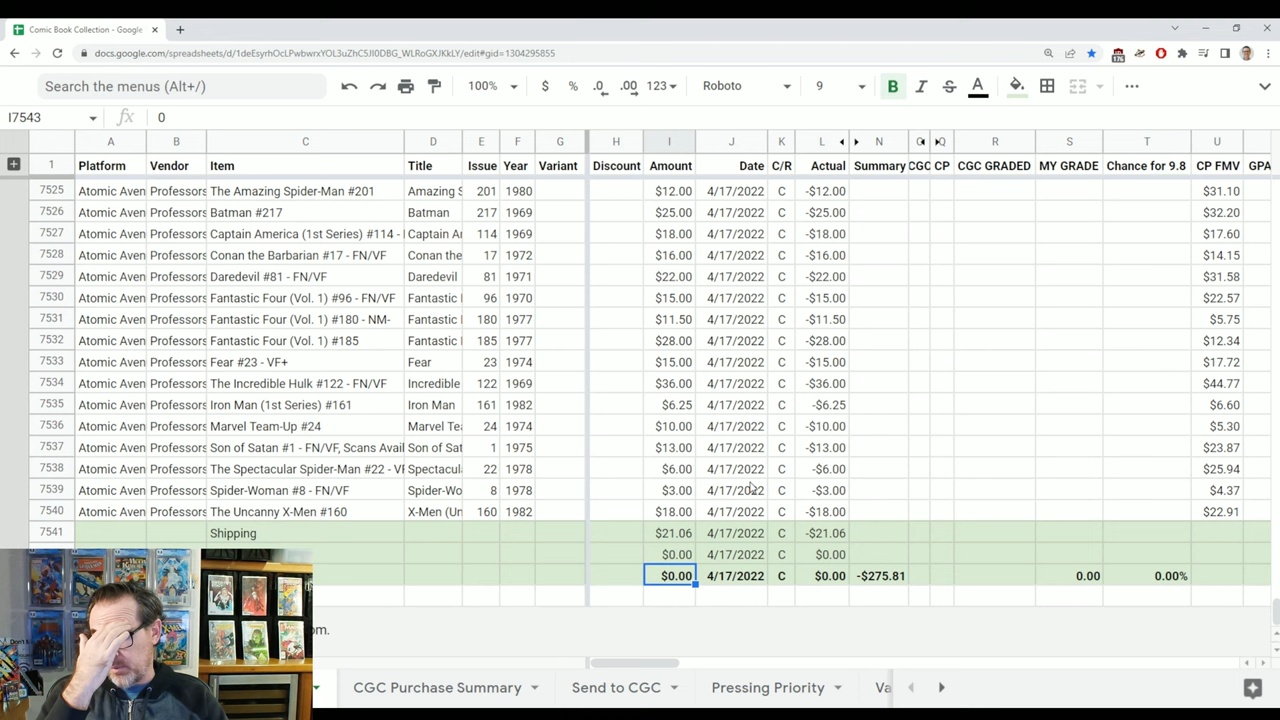 Comic Book Collection - Google
docs.google.com/spreadsheets/d/1deEsyrhOcLPwbwrxYOL3uZhC5JI0DBG_WLRoGXJKkLY/edit#gid=1304295855
Search the menus (Alt+/) 100% $ % .0 .00 123 Roboto 9 B I S A
I7543 fx 0
A B C D E F G H I J K L N Q R S T U
1 Platform Vendor Item Title Issue Year Variant Discount Amount Date C/R Actual Summary CGC CP CGC GRADED MY GRADE Chance for 9.8 CP FMV GPA
7525 Atomic Aven Professors The Amazing Spider-Man #201 Amazing S 201 1980 $12.00 4/17/2022 C -$12.00 $31.10
7526 Atomic Aven Professors Batman #217 Batman 217 1969 $25.00 4/17/2022 C -$25.00 $32.20
7527 Atomic Aven Professors Captain America (1st Series) #114 - Captain Ar 114 1969 $18.00 4/17/2022 C -$18.00 $17.60
7528 Atomic Aven Professors Conan the Barbarian #17 - FN/VF Conan the 17 1972 $16.00 4/17/2022 C -$16.00 $14.15
7529 Atomic Aven Professors Daredevil #81 - FN/VF Daredevil 81 1971 $22.00 4/17/2022 C -$22.00 $31.58
7530 Atomic Aven Professors Fantastic Four (Vol. 1) #96 - FN/VF Fantastic 96 1970 $15.00 4/17/2022 C -$15.00 $22.57
7531 Atomic Aven Professors Fantastic Four (Vol. 1) #180 - NM- Fantastic 180 1977 $11.50 4/17/2022 C -$11.50 $5.75
7532 Atomic Aven Professors Fantastic Four (Vol. 1) #185 Fantastic 185 1977 $28.00 4/17/2022 C -$28.00 $12.34
7533 Atomic Aven Professors Fear #23 - VF+ Fear 23 1974 $15.00 4/17/2022 C -$15.00 $17.72
7534 Atomic Aven Professors The Incredible Hulk #122 - FN/VF Incredible 122 1969 $36.00 4/17/2022 C -$36.00 $44.77
7535 Atomic Aven Professors Iron Man (1st Series) #161 Iron Man 161 1982 $6.25 4/17/2022 C -$6.25 $6.60
7536 Atomic Aven Professors Marvel Team-Up #24 Marvel Te 24 1974 $10.00 4/17/2022 C -$10.00 $5.30
7537 Atomic Aven Professors Son of Satan #1 - FN/VF, Scans Avai Son of Sat 1 1975 $13.00 4/17/2022 C -$13.00 $23.87
7538 Atomic Aven Professors The Spectacular Spider-Man #22 - VF Spectacula 22 1978 $6.00 4/17/2022 C -$6.00 $25.94
7539 Atomic Aven Professors Spider-Woman #8 - FN/VF Spider-Wo 8 1978 $3.00 4/17/2022 C -$3.00 $4.37
7540 Atomic Aven Professors The Uncanny X-Men #160 X-Men (Un 160 1982 $18.00 4/17/2022 C -$18.00 $22.91
7541 Shipping $21.06 4/17/2022 C -$21.06
$0.00 4/17/2022 C $0.00
$0.00 4/17/2022 C $0.00 -$275.81 0.00 0.00%
om.
CGC Purchase Summary Send to CGC Pressing Priority Va